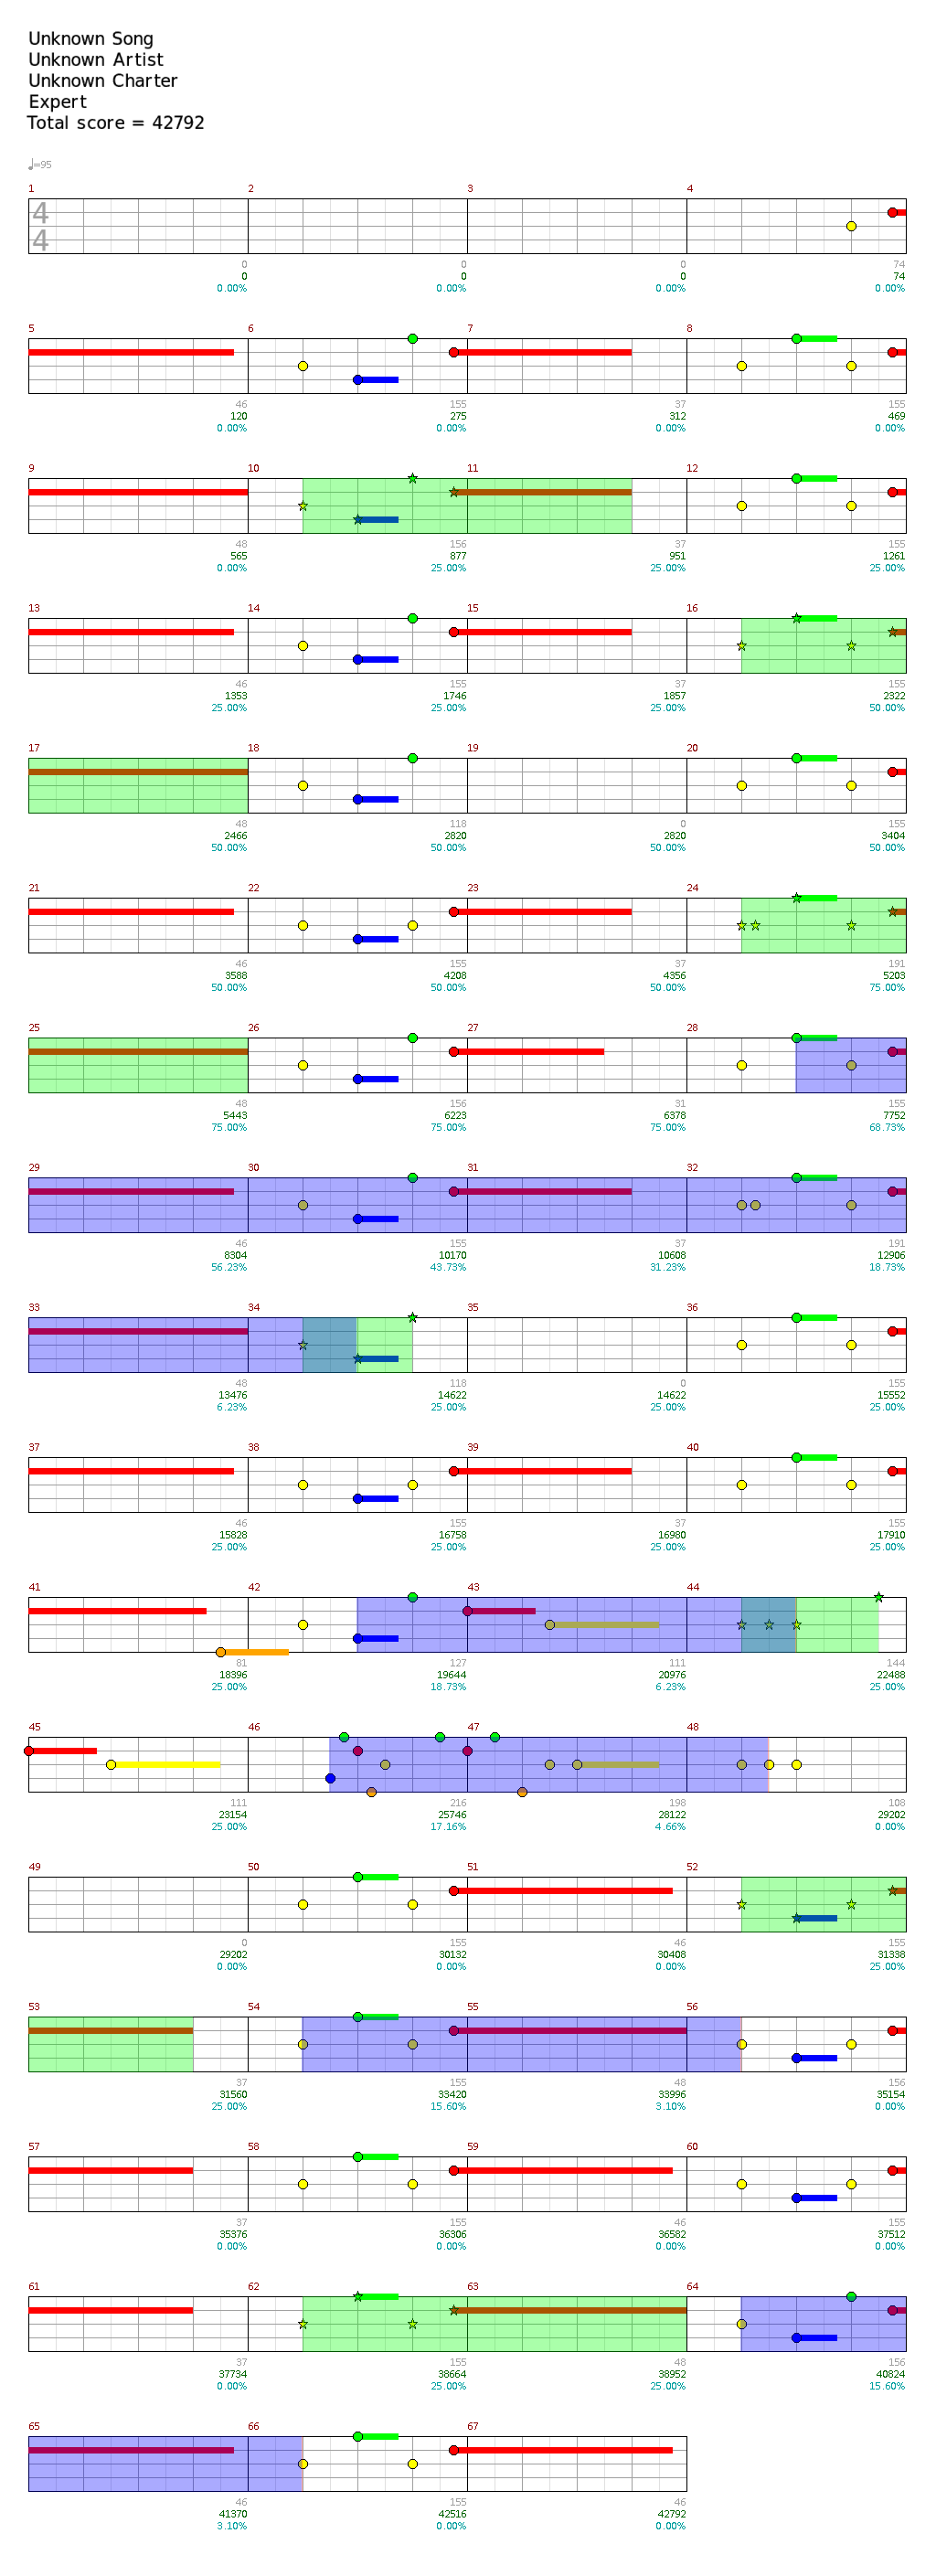 Unknown Song
Unknown Artist
Unknown Charter
Expert
Total score = 42792
♩=95
1 2 3 4
4
4
0 0 0 74
0 0 0 74
0.00% 0.00% 0.00% 0.00%
5 6 7 8
46 155 37 155
120 275 312 469
0.00% 0.00% 0.00% 0.00%
9 10 11 12
48 156 37 155
565 877 951 1261
0.00% 25.00% 25.00% 25.00%
13 14 15 16
46 155 37 155
1353 1746 1857 2322
25.00% 25.00% 25.00% 50.00%
17 18 19 20
48 118 0 155
2466 2820 2820 3404
50.00% 50.00% 50.00% 50.00%
21 22 23 24
46 155 37 191
3588 4208 4356 5203
50.00% 50.00% 50.00% 75.00%
25 26 27 28
48 156 31 155
5443 6223 6378 7752
75.00% 75.00% 75.00% 68.73%
29 30 31 32
46 155 37 191
8304 10170 10608 12906
56.23% 43.73% 31.23% 18.73%
33 34 35 36
48 118 0 155
13476 14622 14622 15552
6.23% 25.00% 25.00% 25.00%
37 38 39 40
46 155 37 155
15828 16758 16980 17910
25.00% 25.00% 25.00% 25.00%
41 42 43 44
81 127 111 144
18396 19644 20976 22488
25.00% 18.73% 6.23% 25.00%
45 46 47 48
111 216 198 108
23154 25746 28122 29202
25.00% 17.16% 4.66% 0.00%
49 50 51 52
0 155 46 155
29202 30132 30408 31338
0.00% 0.00% 0.00% 25.00%
53 54 55 56
37 155 48 156
31560 33420 33996 35154
25.00% 15.60% 3.10% 0.00%
57 58 59 60
37 155 46 155
35376 36306 36582 37512
0.00% 0.00% 0.00% 0.00%
61 62 63 64
37 155 48 156
37734 38664 38952 40824
0.00% 25.00% 25.00% 15.60%
65 66 67
46 155 46
41370 42516 42792
3.10% 0.00% 0.00%